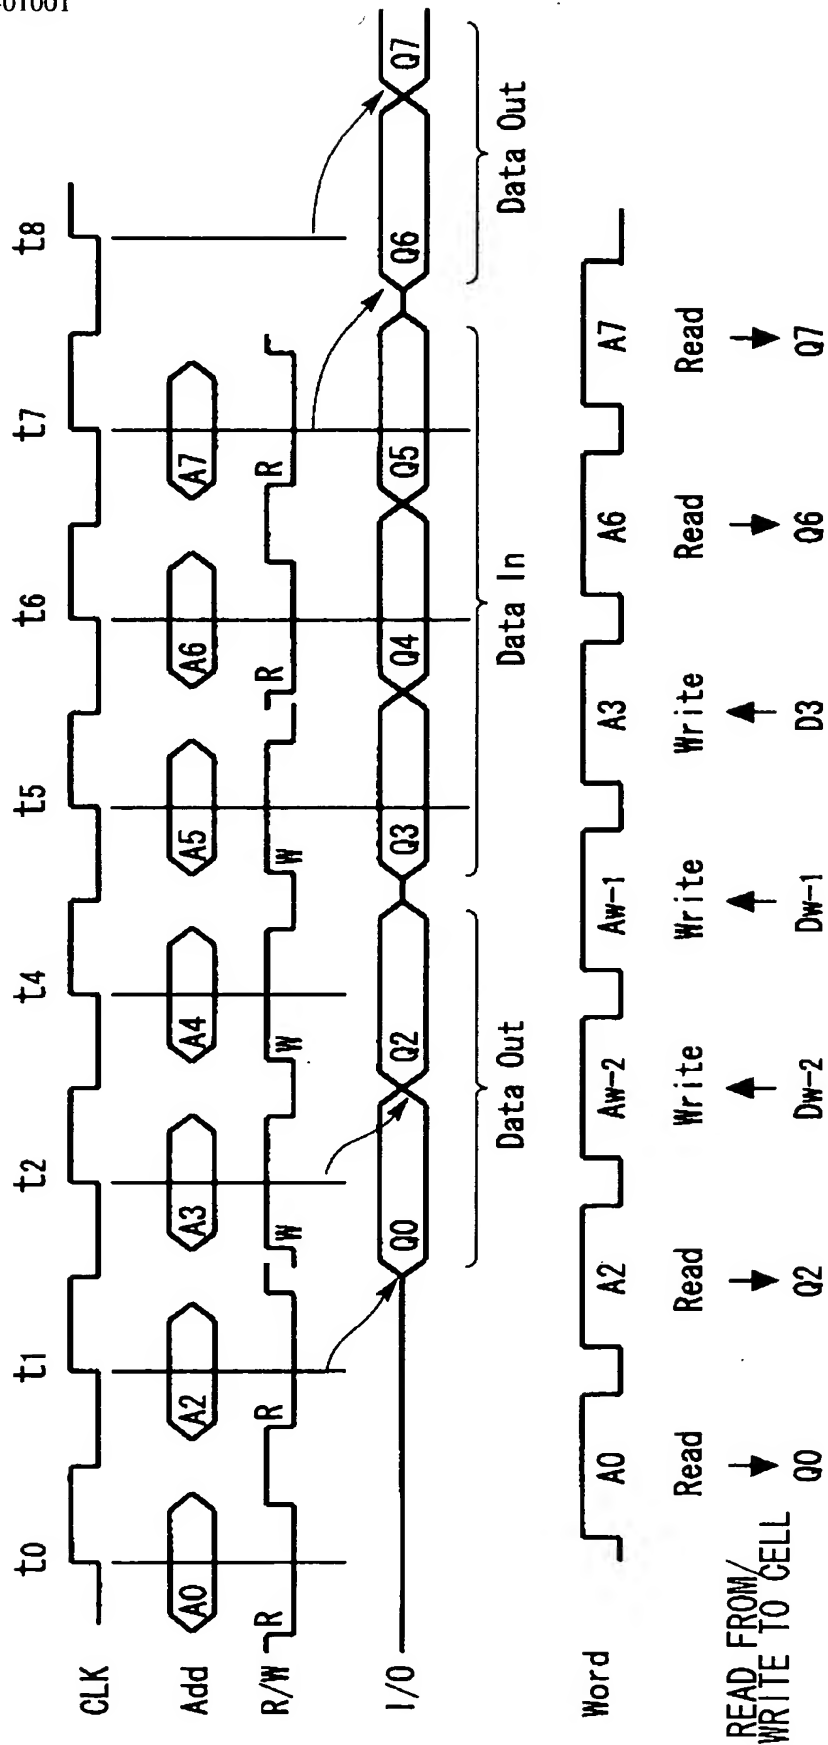 01001
t0 t1 t2 t4 t5 t6 t7 t8
CLK
Add A0 A2 A3 A4 A5 A6 A7
R/W R R W W W R R
I/O Q0 Q2 Q3 Q4 Q5 Q6 Q7
Data Out Data In Data Out
Word A0 A2 Aw-2 Aw-1 A3 A6 A7
Read Read Write Write Write Read Read
READ FROM/
WRITE TO CELL
Q0 Q2 Dw-2 Dw-1 D3 Q6 Q7